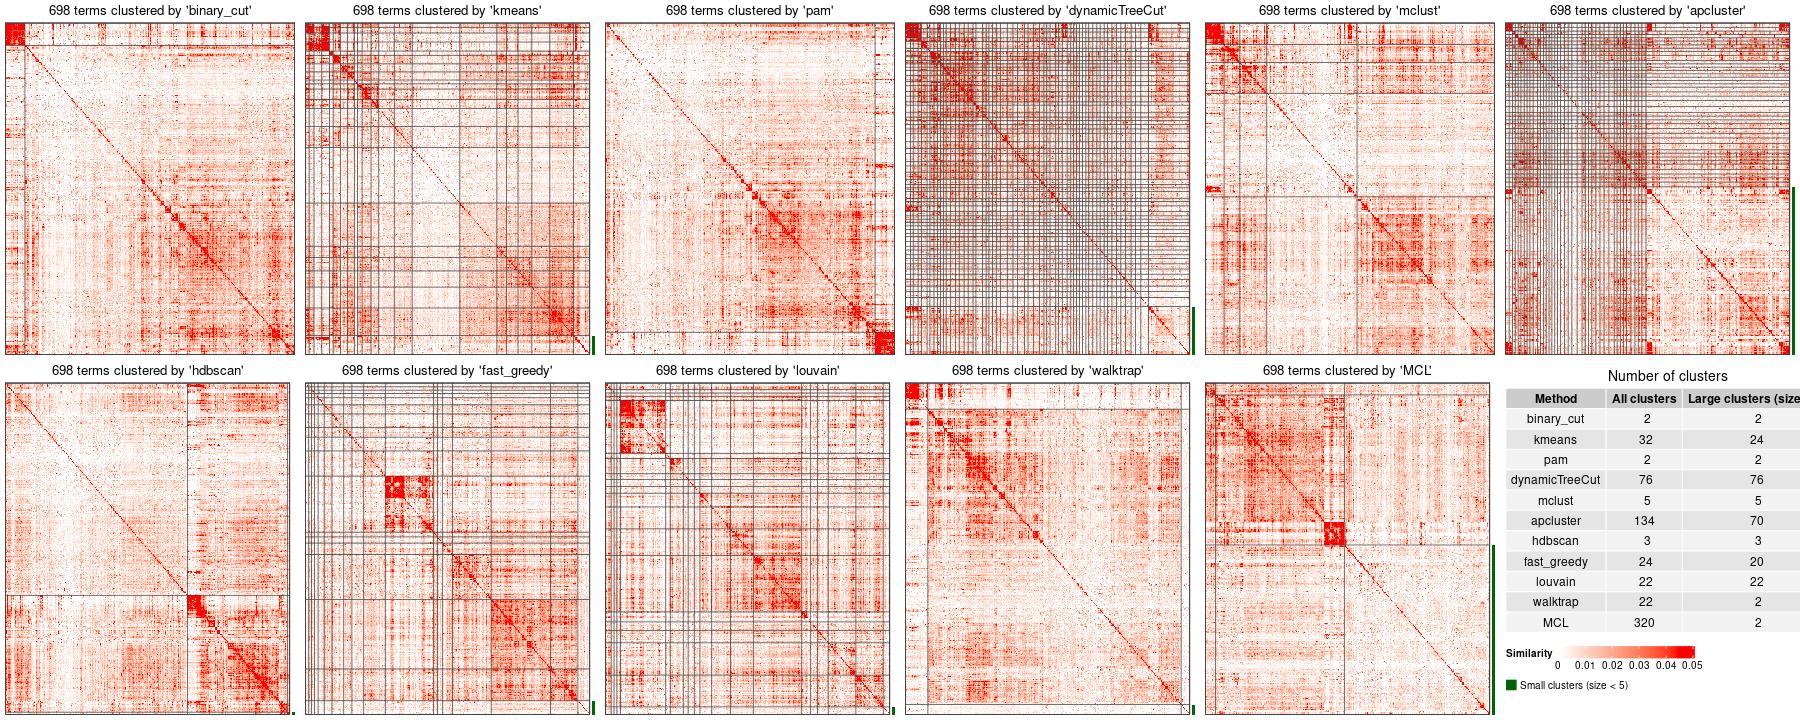 698 terms clustered by 'binary_cut'
698 terms clustered by 'kmeans'
698 terms clustered by 'pam'
698 terms clustered by 'dynamicTreeCut'
698 terms clustered by 'mclust'
698 terms clustered by 'apcluster'
698 terms clustered by 'hdbscan'
698 terms clustered by 'fast_greedy'
698 terms clustered by 'louvain'
698 terms clustered by 'walktrap'
698 terms clustered by 'MCL'
Number of clusters
Method All clusters Large clusters (size
binary_cut 2 2
kmeans 32 24
pam 2 2
dynamicTreeCut 76 76
mclust 5 5
apcluster 134 70
hdbscan 3 3
fast_greedy 24 20
louvain 22 22
walktrap 22 2
MCL 320 2
Similarity
0 0.01 0.02 0.03 0.04 0.05
Small clusters (size < 5)